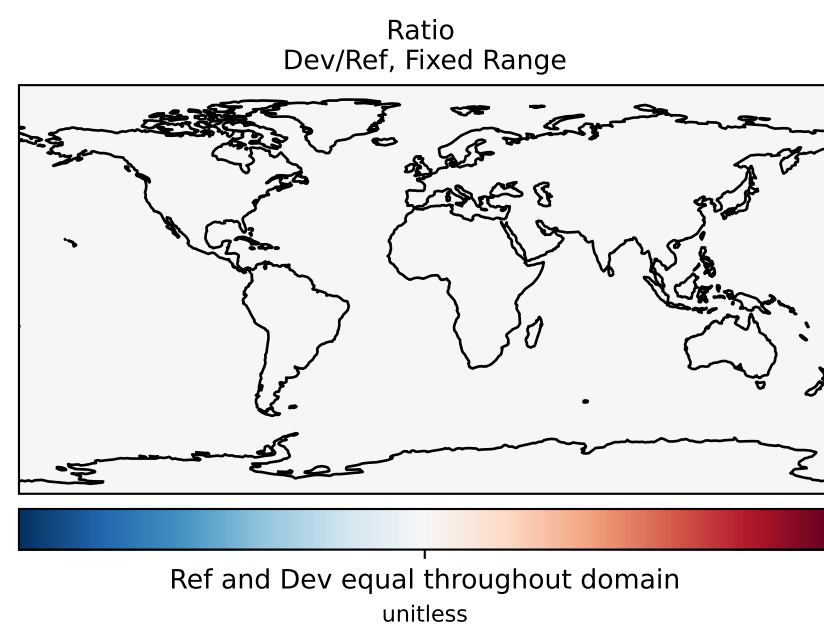 Ratio
Dev/Ref, Fixed Range
Ref and Dev equal throughout domain
unitless